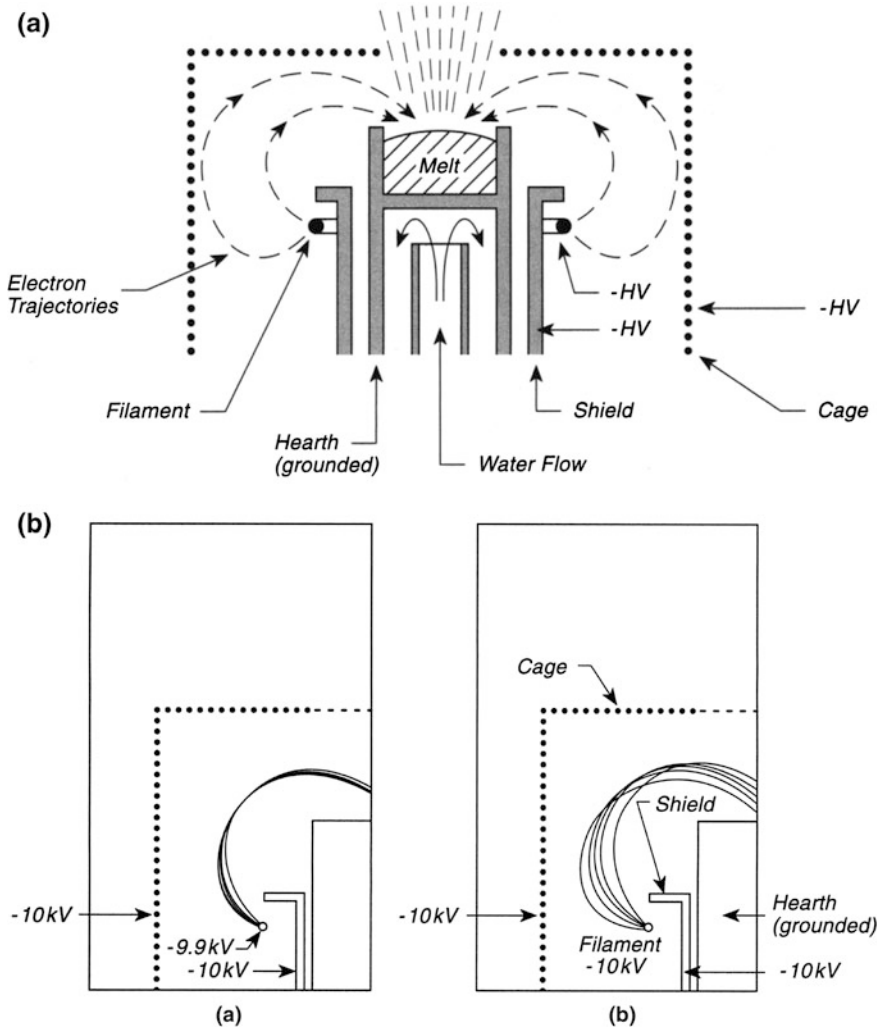 (a)
Melt
Electron
Trajectories
-HV
-HV
-HV
Filament
Hearth
(grounded)
Water Flow
Shield
Cage
(b)
Cage
Shield
-10kV
-9.9kV
-10kV
-10kV
Filament
-10kV
Hearth
(grounded)
-10kV
(a)
(b)